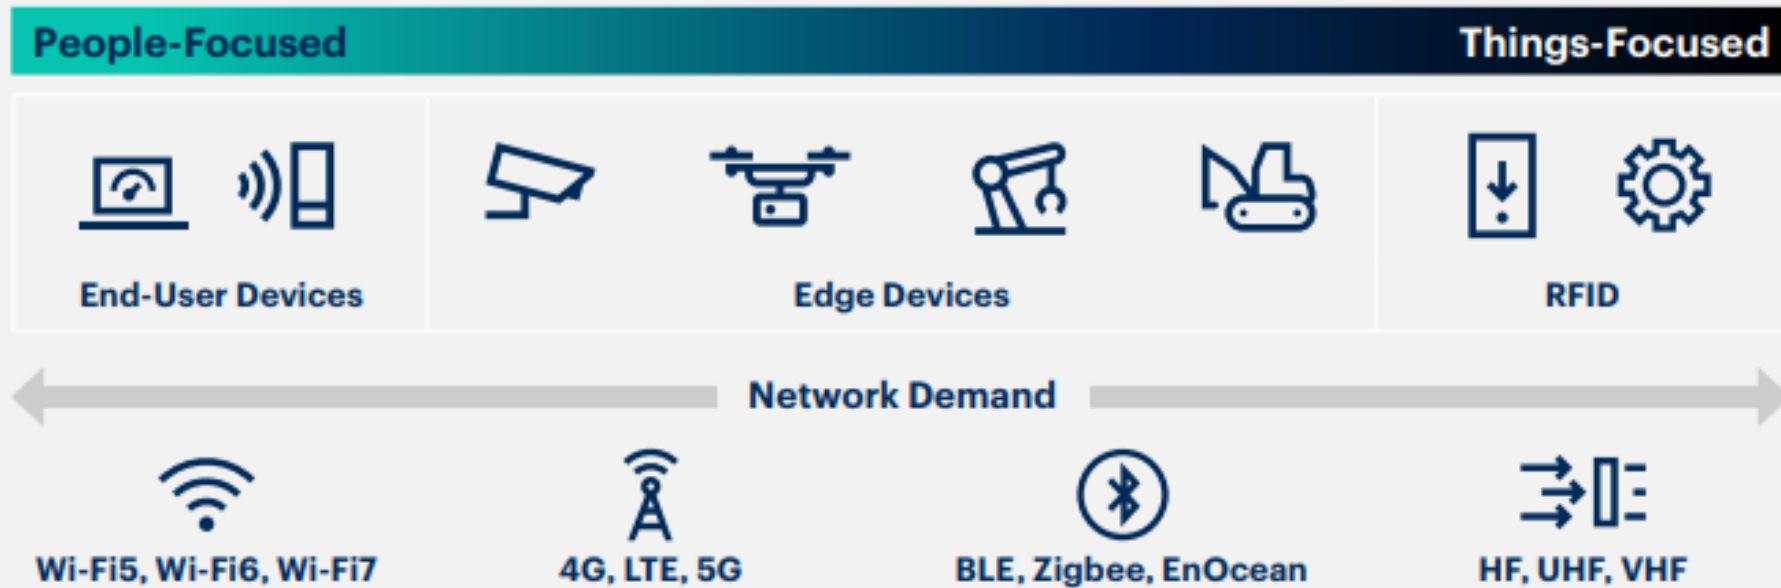 People-Focused Things-Focused
End-User Devices Edge Devices RFID
Network Demand
Wi-Fi5, Wi-Fi6, Wi-Fi7 4G, LTE, 5G BLE, Zigbee, EnOcean HF, UHF, VHF